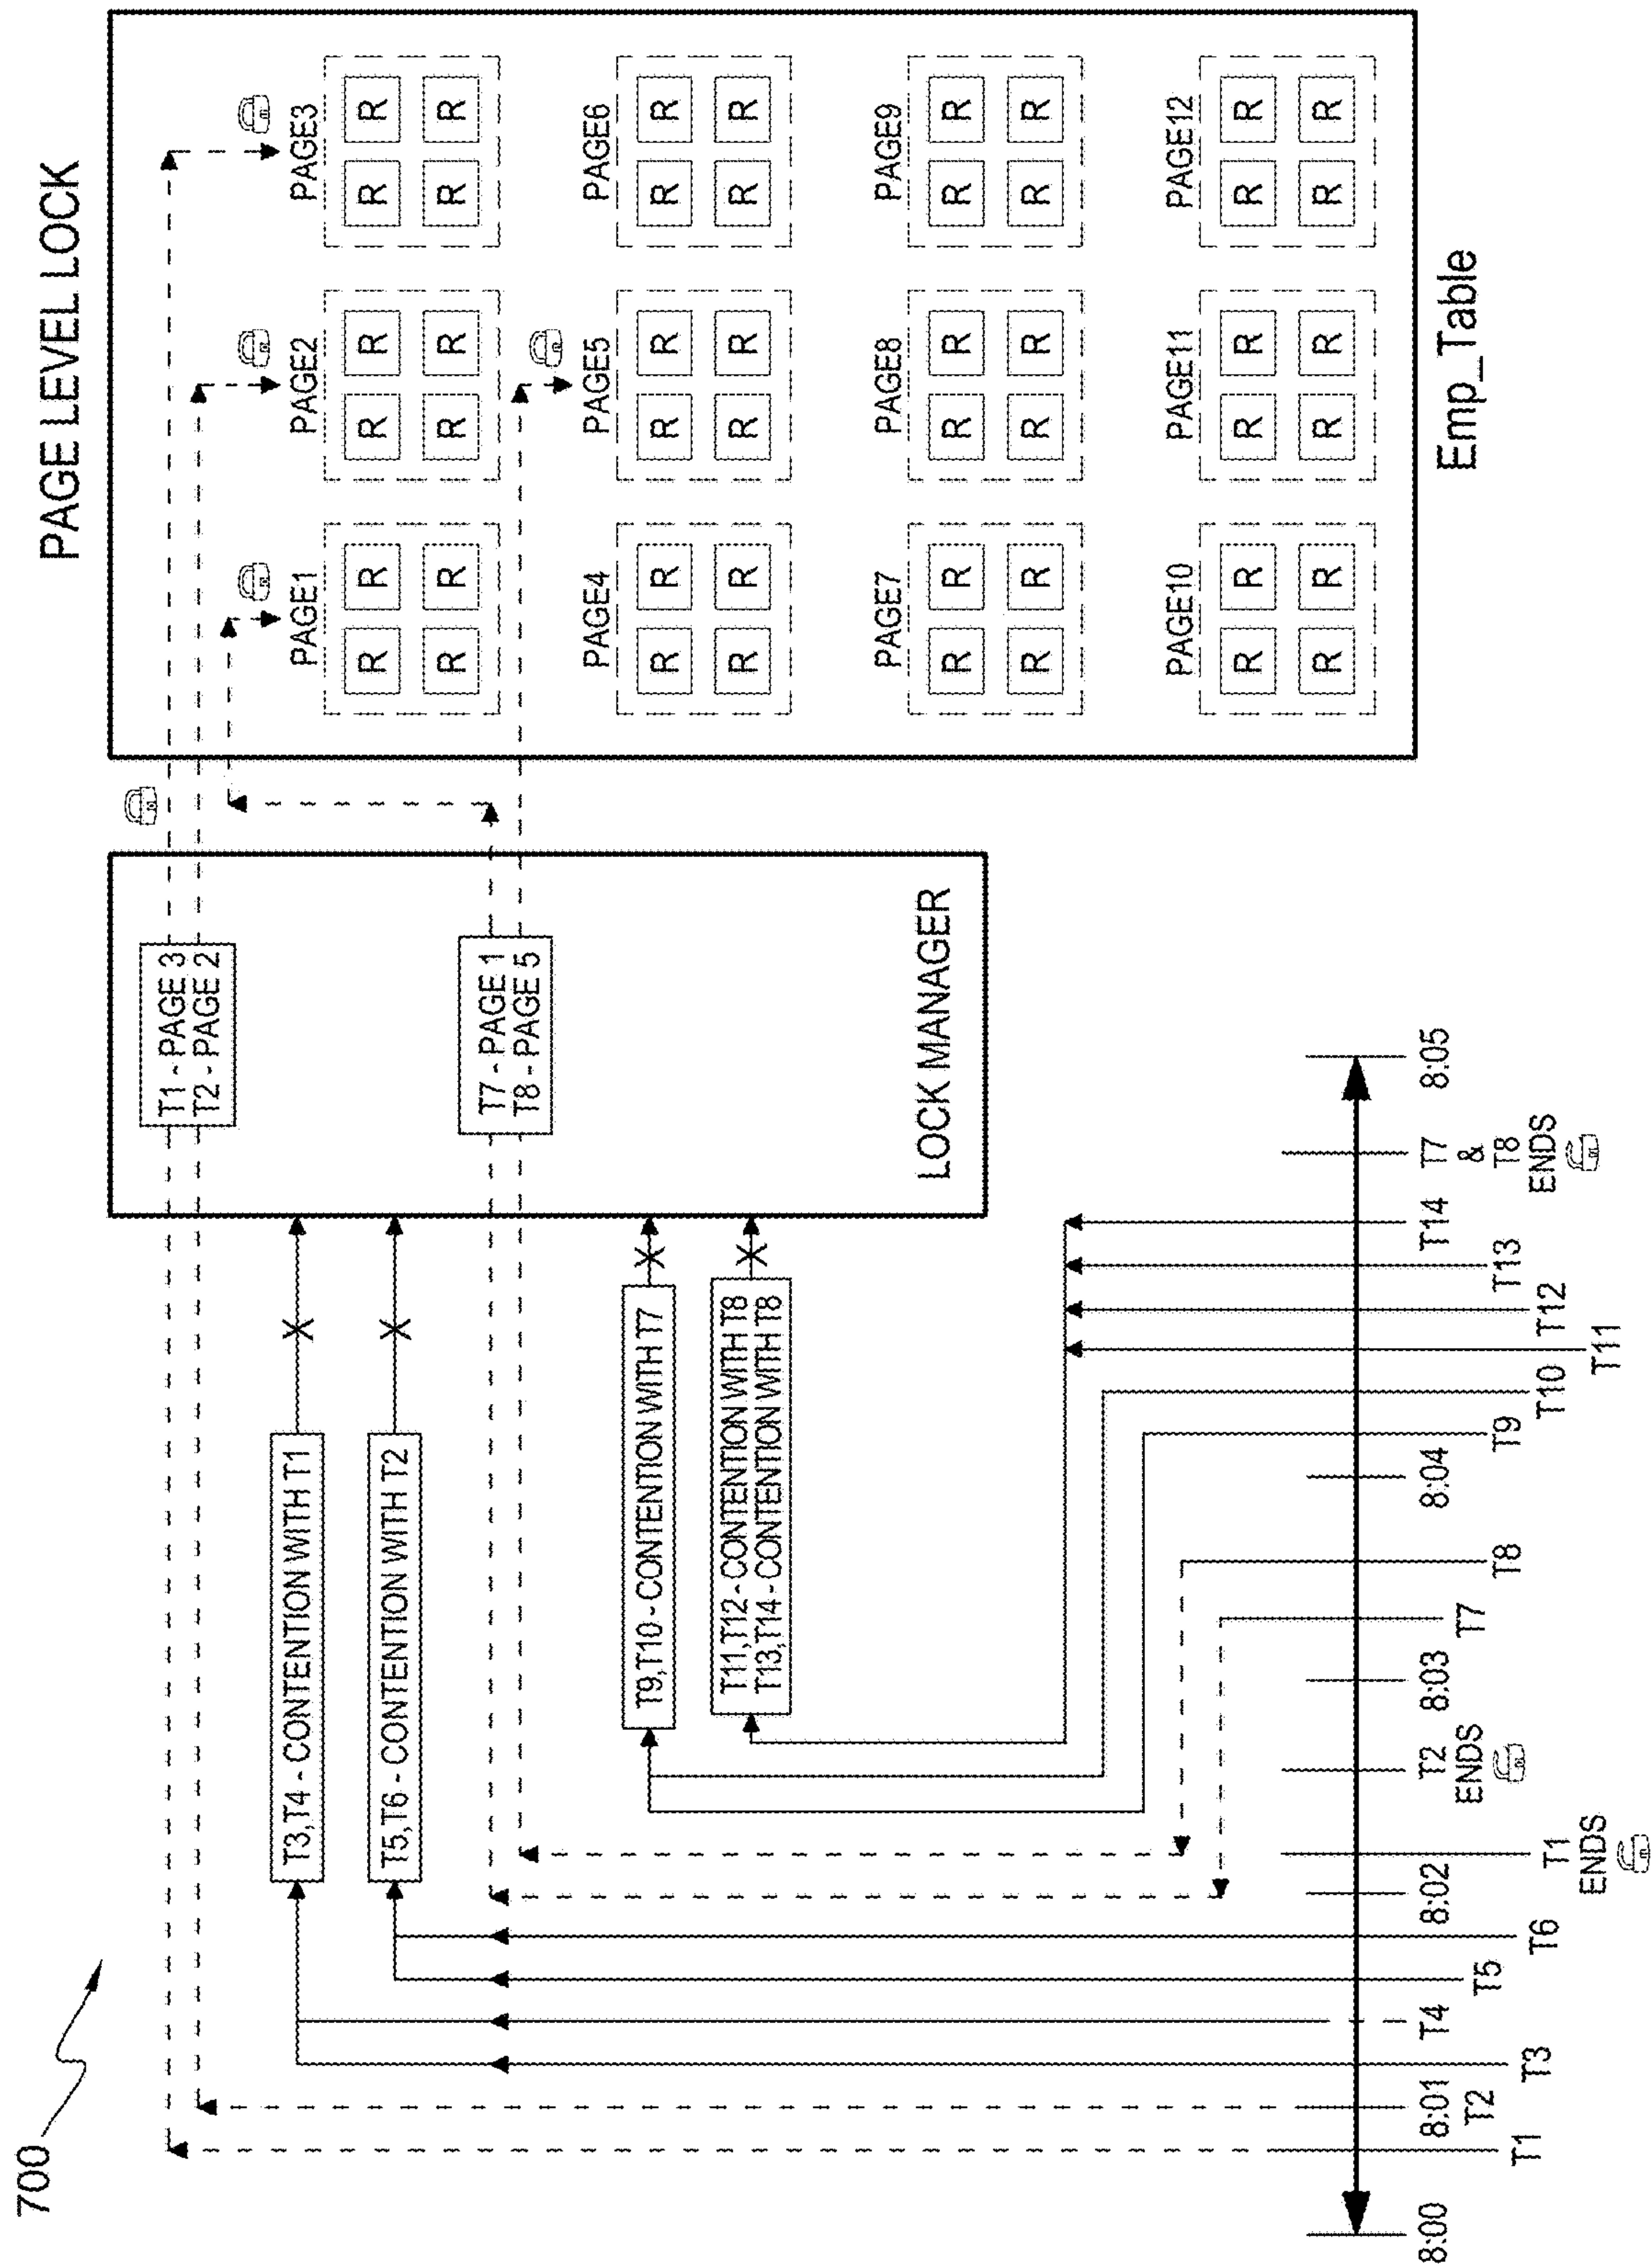 700
PAGE LEVEL LOCK
T1 - PAGE 3
T2 - PAGE 2
T3,T4 - CONTENTION WITH T1
T5,T6 - CONTENTION WITH T2
T7 - PAGE 1
T8 - PAGE 5
T9,T10 - CONTENTION WITH T7
T11,T12 - CONTENTION WITH T8
T13,T14 - CONTENTION WITH T8
LOCK MANAGER
PAGE1
R R
R R
PAGE2
R R
R R
PAGE3
R R
R R
PAGE4
R R
R R
PAGE5
R R
R R
PAGE6
R R
R R
PAGE7
R R
R R
PAGE8
R R
R R
PAGE9
R R
R R
PAGE10
R R
R R
PAGE11
R R
R R
PAGE12
R R
R R
Emp_Table
8:00
T1
8:01
T2
T3
T4
T5
T6
8:02
T1
ENDS
T2
ENDS
8:03
T7
T8
8:04
T9
T10
T11
T12
T13
T14
T7
&
T8
ENDS
8:05